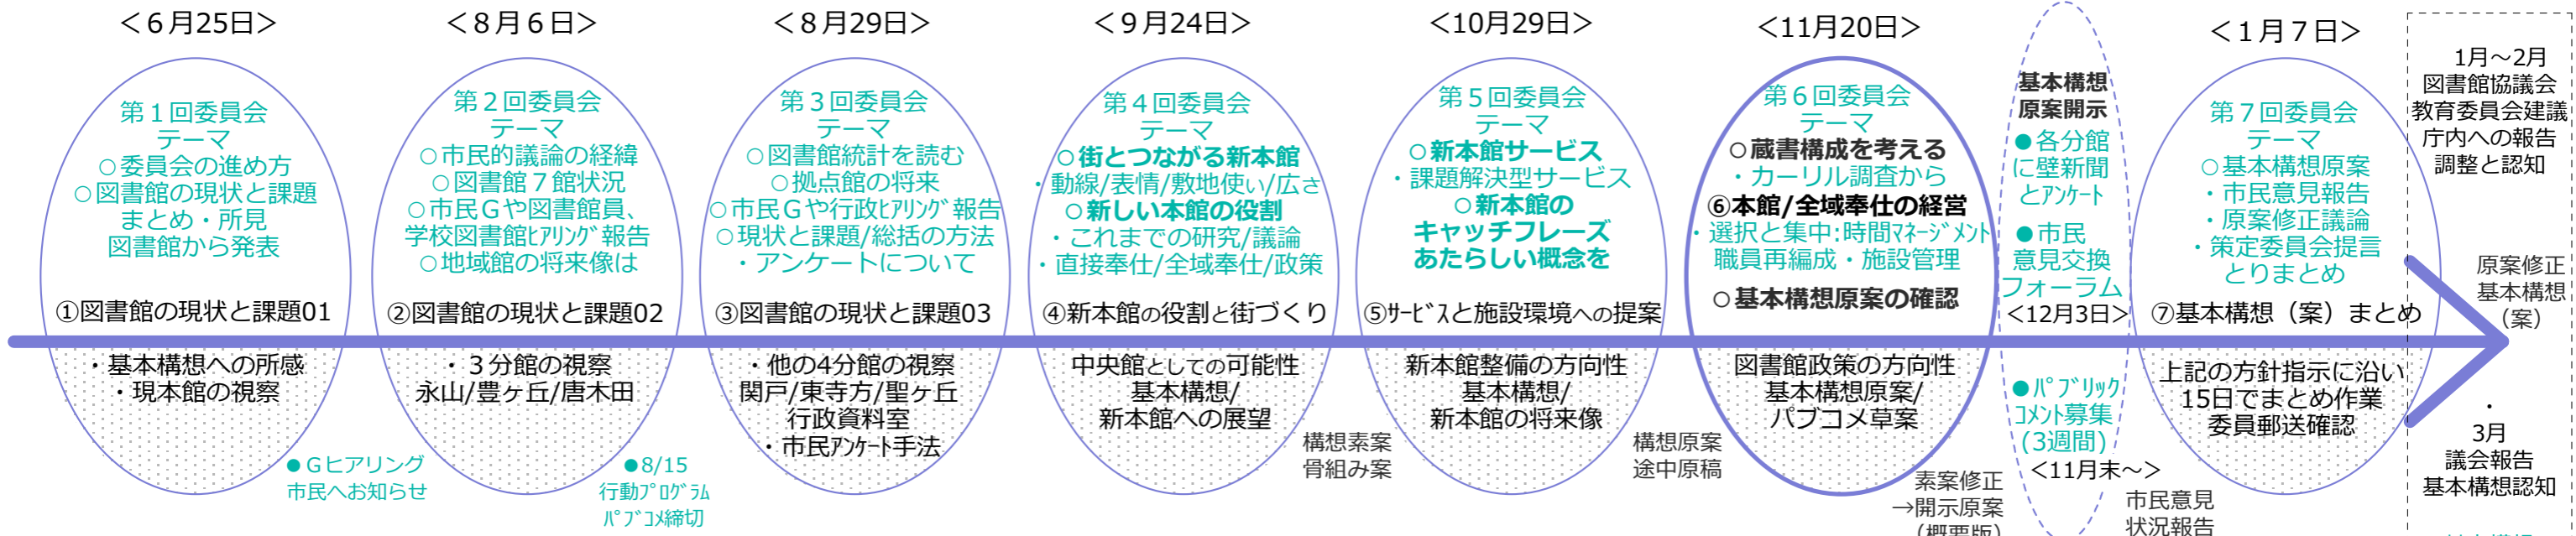 ＜６月25日＞
第１回委員会
テーマ
○委員会の進め方
○図書館の現状と課題
まとめ・所見
図書館から発表
①図書館の現状と課題01
・基本構想への所感
・現本館の視察
●Ｇヒアリング
市民へお知らせ
＜８月６日＞
第２回委員会
テーマ
○市民的議論の経緯
○図書館７館状況
○市民Ｇや図書館員、
学校図書館ﾋｱﾘﾝｸﾞ報告
○地域館の将来像は
②図書館の現状と課題02
・３分館の視察
永山/豊ヶ丘/唐木田
●8/15
行動ﾌﾟﾛｸﾞﾗﾑ
ﾊﾟﾌﾞｺﾒ締切
＜８月29日＞
第３回委員会
テーマ
○図書館統計を読む
○拠点館の将来
○市民Ｇや行政ﾋｱﾘﾝｸﾞ報告
○現状と課題/総括の方法
・アンケートについて
③図書館の現状と課題03
・他の4分館の視察
関戸/東寺方/聖ヶ丘
行政資料室
・市民ｱﾝｹｰﾄ手法
＜９月24日＞
第４回委員会
テーマ
○街とつながる新本館
・動線/表情/敷地使い/広さ
○新しい本館の役割
・これまでの研究/議論
・直接奉仕/全域奉仕/政策
④新本館の役割と街づくり
中央館としての可能性
基本構想/
新本館への展望
構想素案
骨組み案
＜10月29日＞
第５回委員会
テーマ
○新本館サービス
・課題解決型サービス
○新本館の
キャッチフレーズ
あたらしい概念を
⑤ｻｰﾋﾞｽと施設環境への提案
新本館整備の方向性
基本構想/
新本館の将来像
構想原案
途中原稿
＜11月20日＞
第６回委員会
テーマ
○蔵書構成を考える
・カーリル調査から
⑥本館/全域奉仕の経営
・選択と集中:時間ﾏﾈｰｼﾞﾒﾝﾄ
職員再編成・施設管理
○基本構想原案の確認
図書館政策の方向性
基本構想原案/
パブコメ草案
素案修正
→開示原案
（概要版）
基本構想
原案開示
●各分館
に壁新聞
とｱﾝｹｰﾄ
●市民
意見交換
フォーラム
＜12月3日＞
●ﾊﾟﾌﾞﾘｯｸ
ｺﾒﾝﾄ募集
(3週間)
＜11月末～＞
市民意見
状況報告
＜１月７日＞
第７回委員会
テーマ
○基本構想原案
・市民意見報告
・原案修正議論
・策定委員会提言
とりまとめ
⑦基本構想（案）まとめ
上記の方針指示に沿い
15日でまとめ作業
委員郵送確認
1月～2月
図書館協議会
教育委員会建議
庁内への報告
調整と認知
原案修正
基本構想
（案）
・
3月
議会報告
基本構想認知